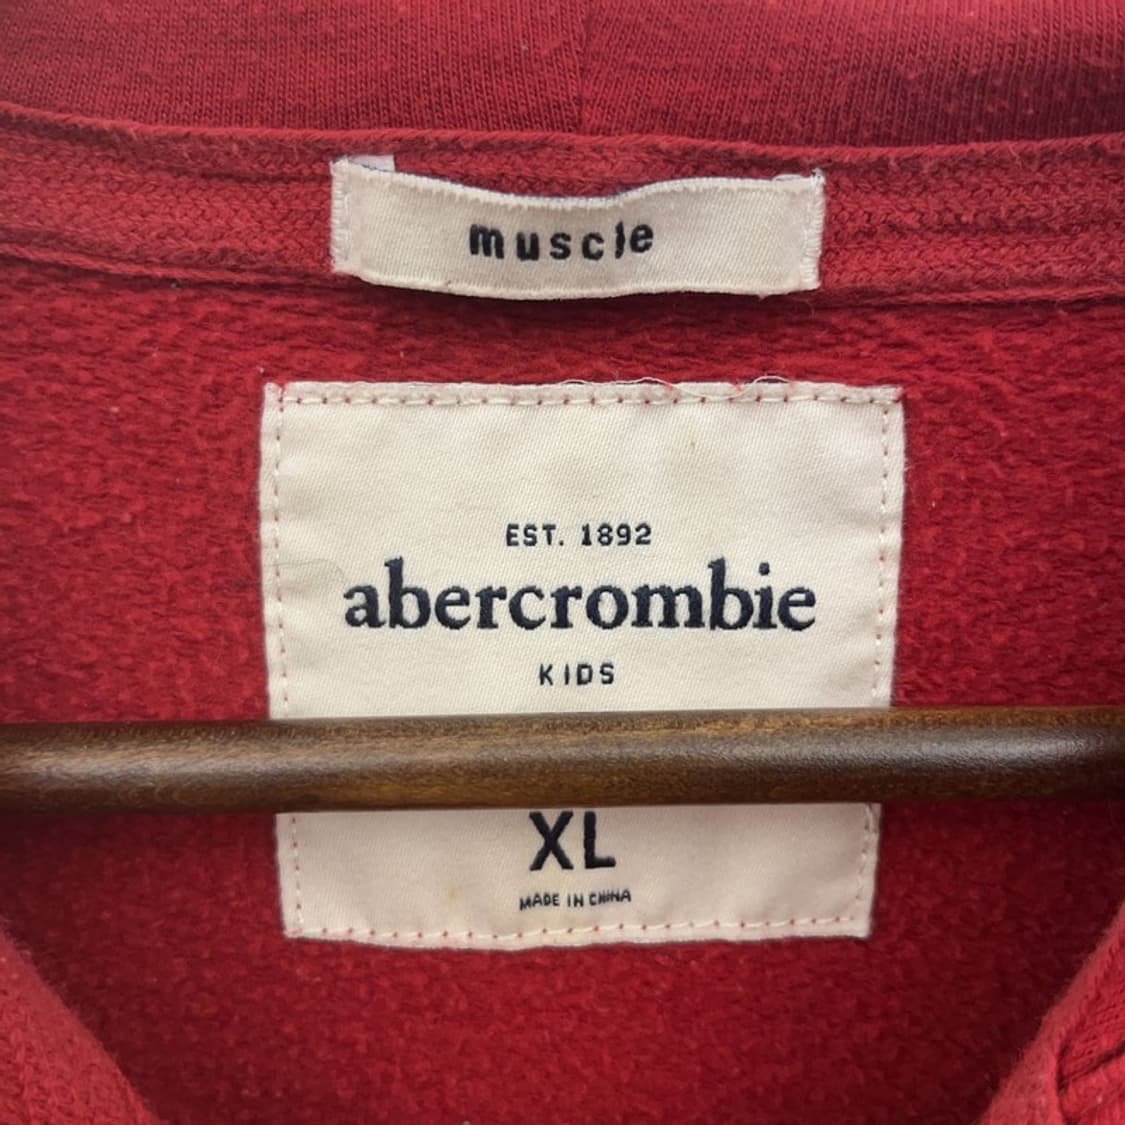 muscle
EST. 1892
abercrombie
KIDS
XL
MADE IN CHINA